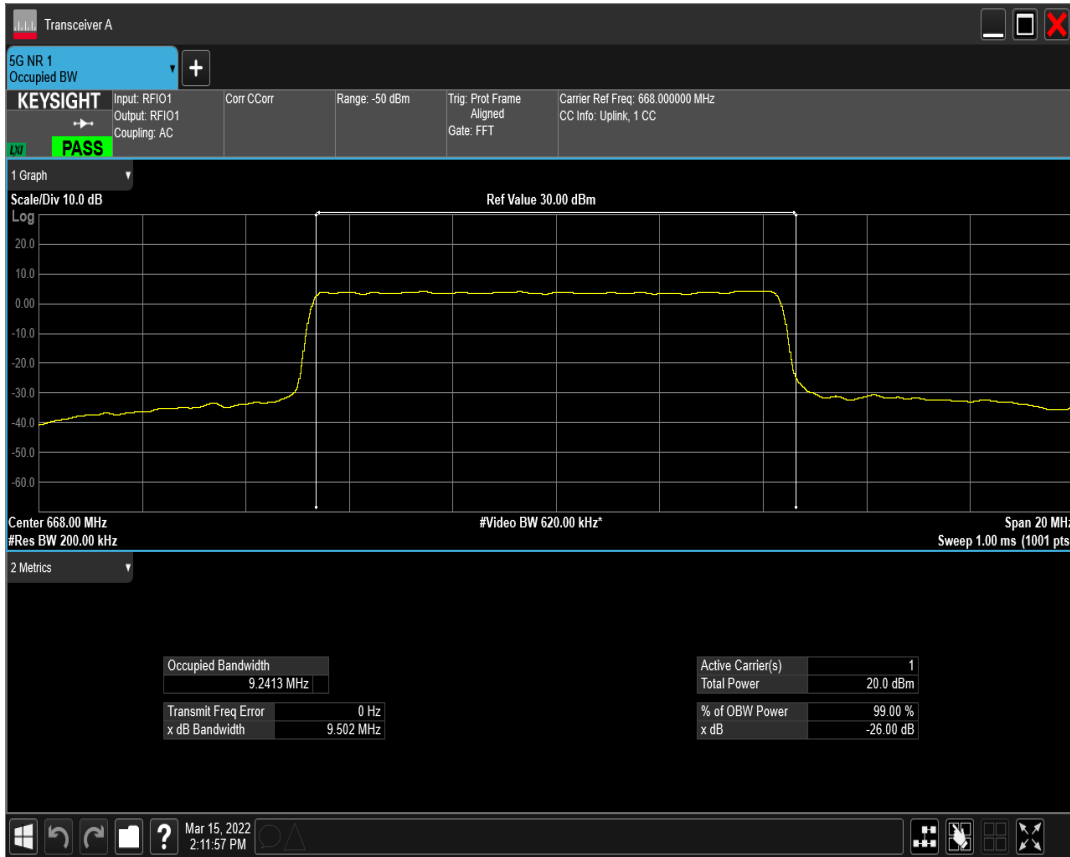 Transceiver A
5G NR 1
Occupied BW
KEYSIGHT
LXI
PASS
Input: RFIO1
Output: RFIO1
Coupling: AC
Corr CCorr
Range: -50 dBm
Trig: Prot Frame
Aligned
Gate: FFT
Carrier Ref Freq: 668.000000 MHz
CC Info: Uplink, 1 CC
1 Graph
Scale/Div 10.0 dB
Ref Value 30.00 dBm
Log
20.0
10.0
0.00
-10.0
-20.0
-30.0
-40.0
-50.0
-60.0
Center 668.00 MHz
#Video BW 620.00 kHz*
Span 20 MHz
#Res BW 200.00 kHz
Sweep 1.00 ms (1001 pts
2 Metrics
Occupied Bandwidth
9.2413 MHz
Transmit Freq Error 0 Hz
x dB Bandwidth 9.502 MHz
Active Carrier(s) 1
Total Power 20.0 dBm
% of OBW Power 99.00 %
x dB -26.00 dB
Mar 15, 2022
2:11:57 PM